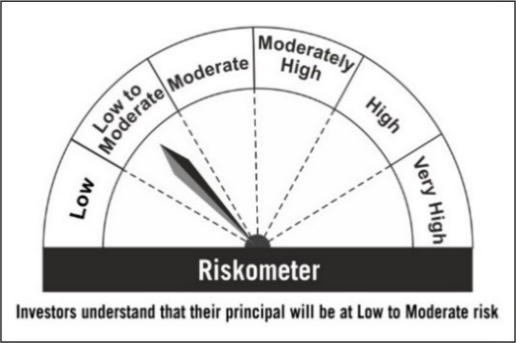 Low
Low to
Moderate
Moderate
Moderately
High
High
Very High
Riskometer
Investors understand that their principal will be at Low to Moderate risk